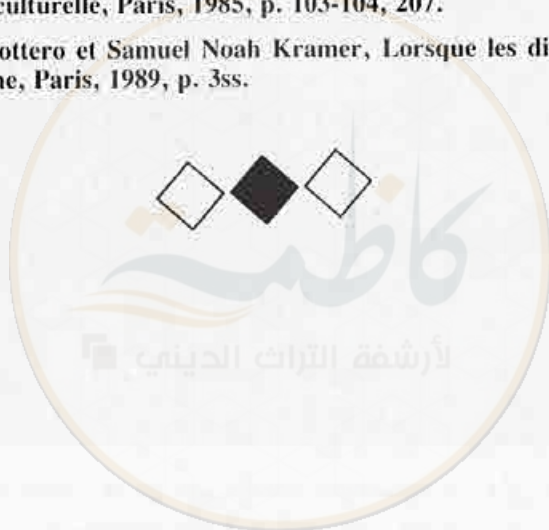 culturelle, Paris, 1985, p. 103-104, 207.
ottero et Samuel Noah Kramer, Lorsque les di
ne, Paris, 1989, p. 3ss.
كاظمة
لأرشفة التراث الديني